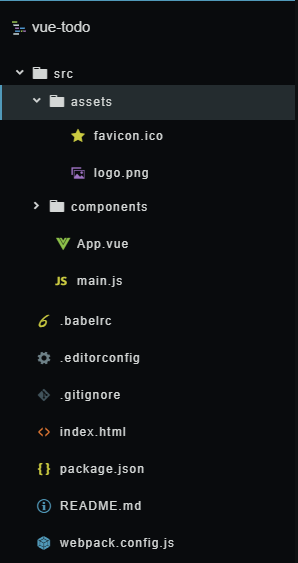 vue-todo
src
assets
favicon.ico
logo.png
components
App.vue
JS main.js
.babelrc
.editorconfig
.gitignore
index.html
package.json
README.md
webpack.config.js